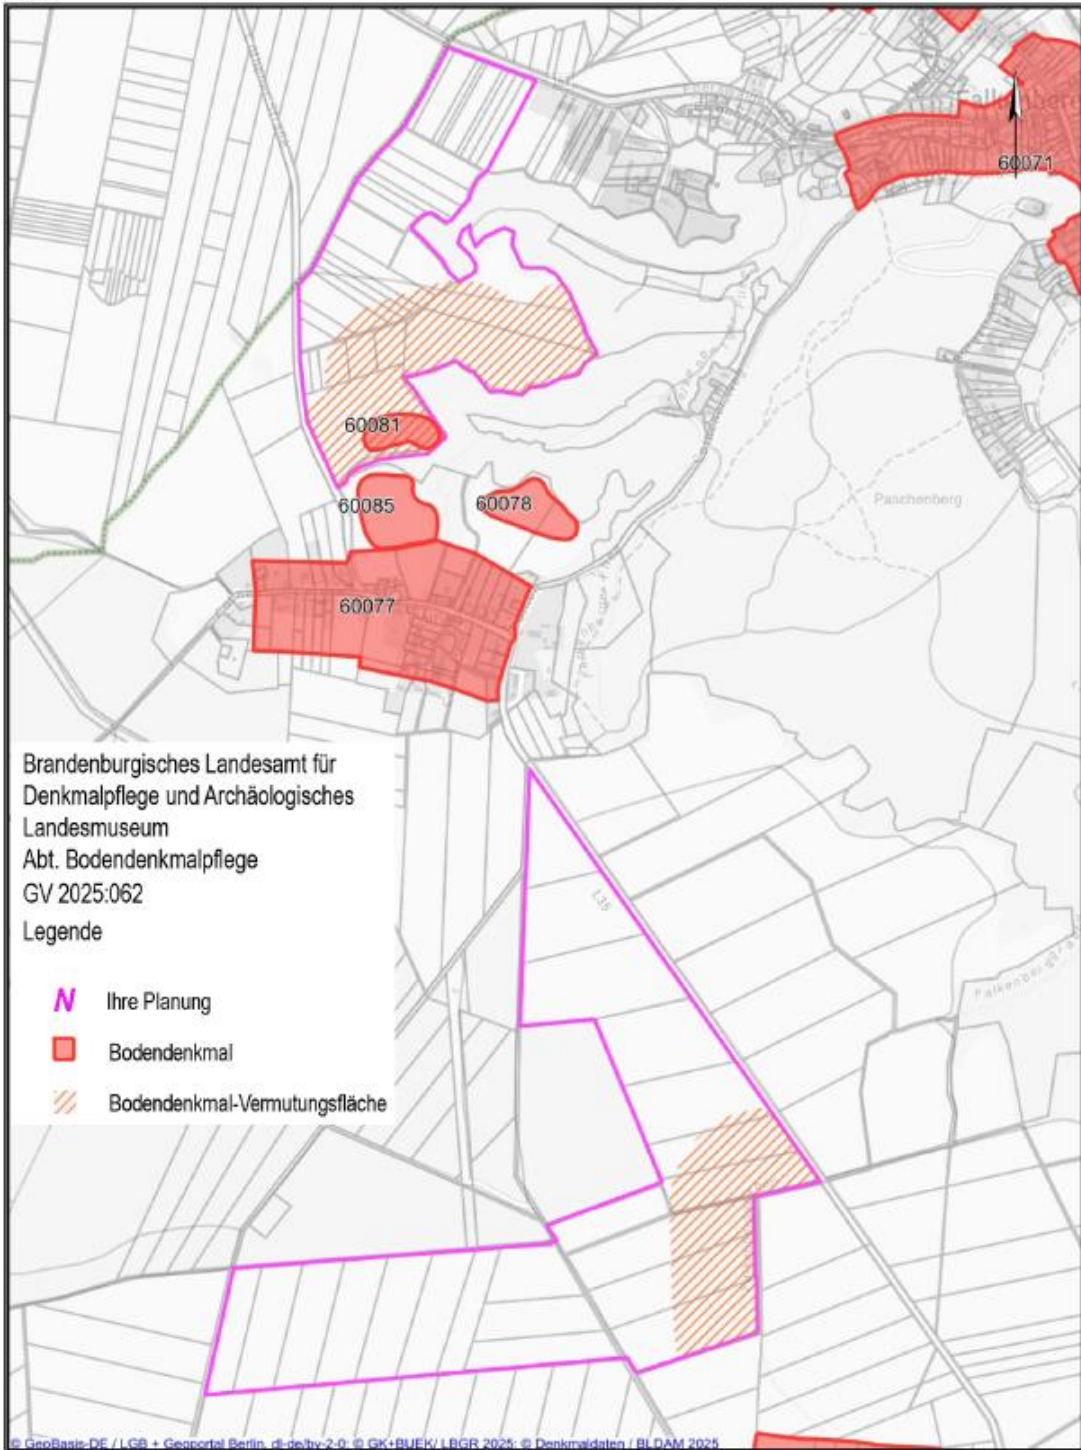 Falkenberg
60071
60081
60085
60078
Paschenberg
60077
Brandenburgisches Landesamt für
Denkmalpflege und Archäologisches
Landesmuseum
Abt. Bodendenkmalpflege
GV 2025:062
Legende
N Ihre Planung
Bodendenkmal
Bodendenkmal-Vermutungsfläche
L35
© GeoBasis-DE / LGB + Geoportal Berlin, dl-de/by-2-0; © GK+BUEK/ LBGR 2025; © Denkmaldaten / BLDAM 2025